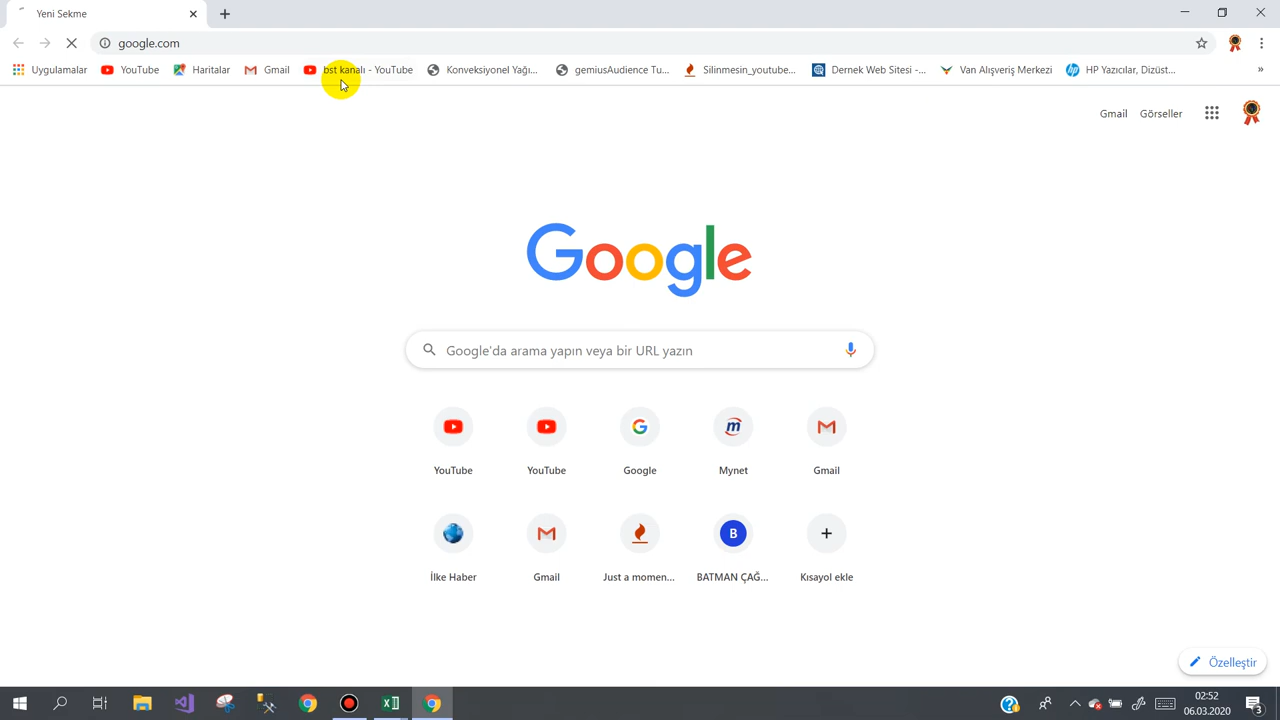 Yeni Sekme
google.com
Uygulamalar YouTube Haritalar Gmail bst kanalı - YouTube Konveksiyonel Yağı... gemiusAudience Tu... Silinmesin_youtube... Dernek Web Sitesi -... Van Alışveriş Merkezi HP Yazıcılar, Dizüst... »
Gmail Görseller
Google
Google'da arama yapın veya bir URL yazın
YouTube YouTube Google Mynet Gmail
B
İlke Haber Gmail Just a momen... BATMAN ÇAĞ... Kısayol ekle
Özelleştir
02:52
06.03.2020
3